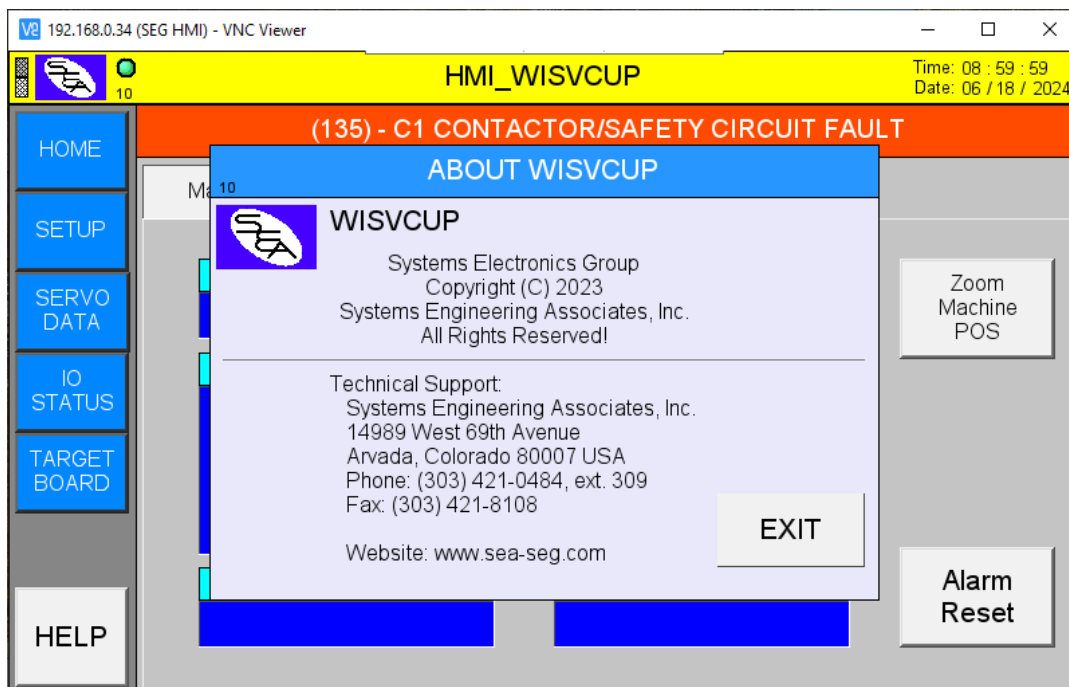 192.168.0.34 (SEG HMI) - VNC Viewer
10
HMI_WISVCUP
Time: 08 : 59 : 59
Date: 06 / 18 / 2024
(135) - C1 CONTACTOR/SAFETY CIRCUIT FAULT
HOME
SETUP
SERVO
DATA
IO
STATUS
TARGET
BOARD
HELP
Ma
10
ABOUT WISVCUP
SEA
WISVCUP
Systems Electronics Group
Copyright (C) 2023
Systems Engineering Associates, Inc.
All Rights Reserved!
Technical Support:
Systems Engineering Associates, Inc.
14989 West 69th Avenue
Arvada, Colorado 80007 USA
Phone: (303) 421-0484, ext. 309
Fax: (303) 421-8108
Website: www.sea-seg.com
EXIT
Zoom
Machine
POS
Alarm
Reset